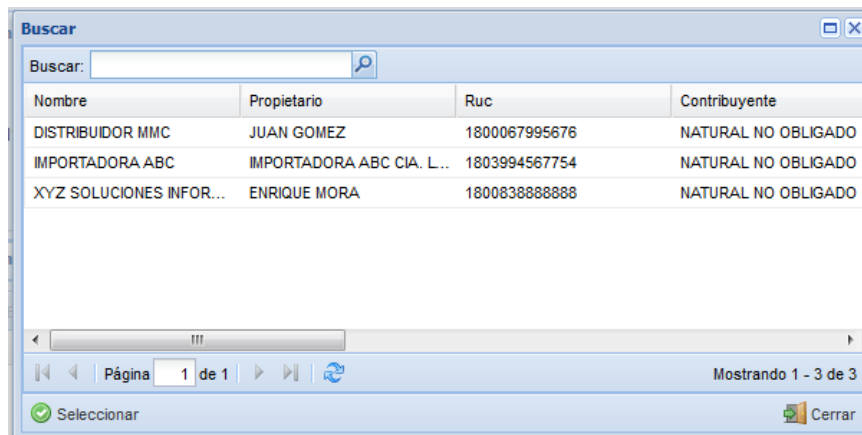 Buscar
Buscar:
Nombre Propietario Ruc Contribuyente
DISTRIBUIDOR MMC JUAN GOMEZ 1800067995676 NATURAL NO OBLIGADO
IMPORTADORA ABC IMPORTADORA ABC CIA. L... 1803994567754 NATURAL NO OBLIGADO
XYZ SOLUCIONES INFOR... ENRIQUE MORA 1800838888888 NATURAL NO OBLIGADO
Página 1 de 1 Mostrando 1 - 3 de 3
Seleccionar Cerrar